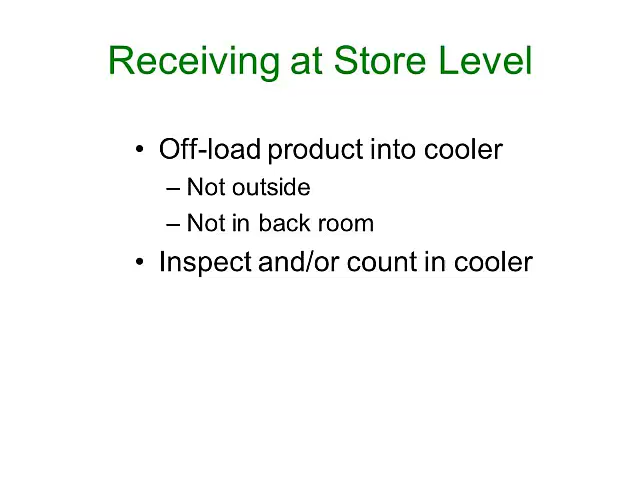 Receiving at Store Level
• Off-load product into cooler
– Not outside
– Not in back room
• Inspect and/or count in cooler